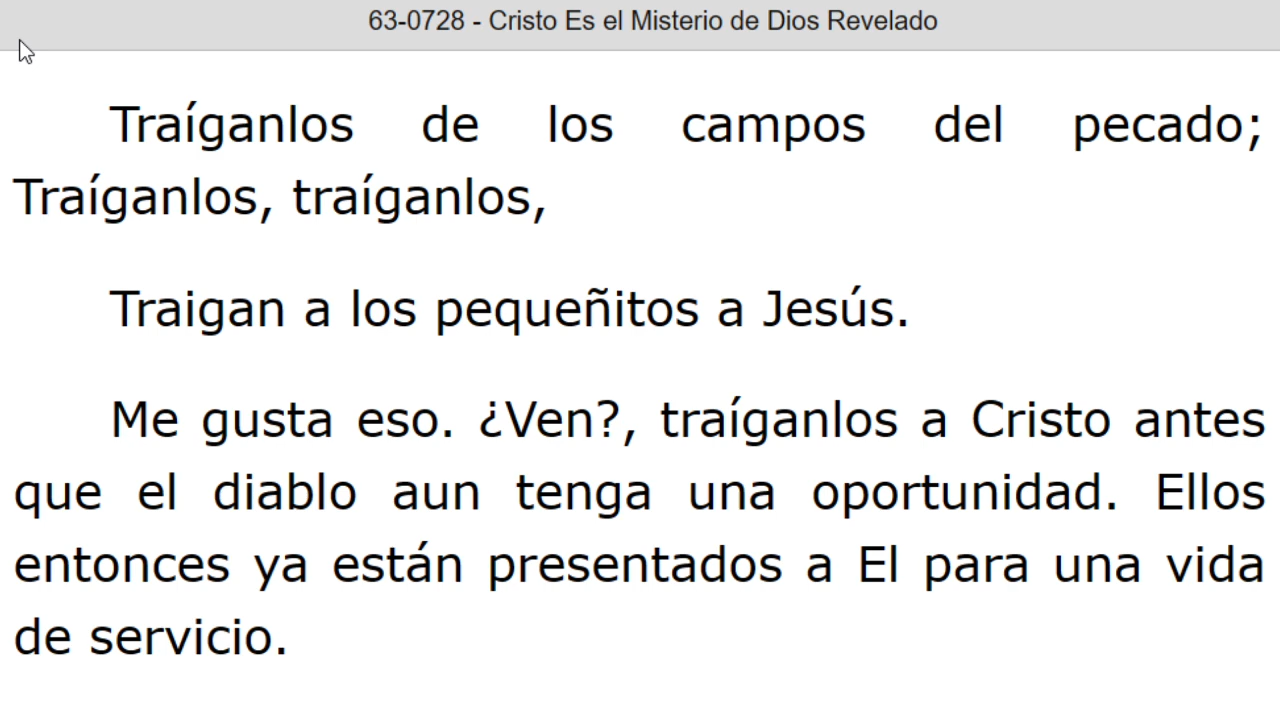 63-0728 - Cristo Es el Misterio de Dios Revelado
Traíganlos de los campos del pecado;
Traíganlos, traíganlos,
Traigan a los pequeñitos a Jesús.
Me gusta eso. ¿Ven?, traíganlos a Cristo antes
que el diablo aun tenga una oportunidad. Ellos
entonces ya están presentados a El para una vida
de servicio.